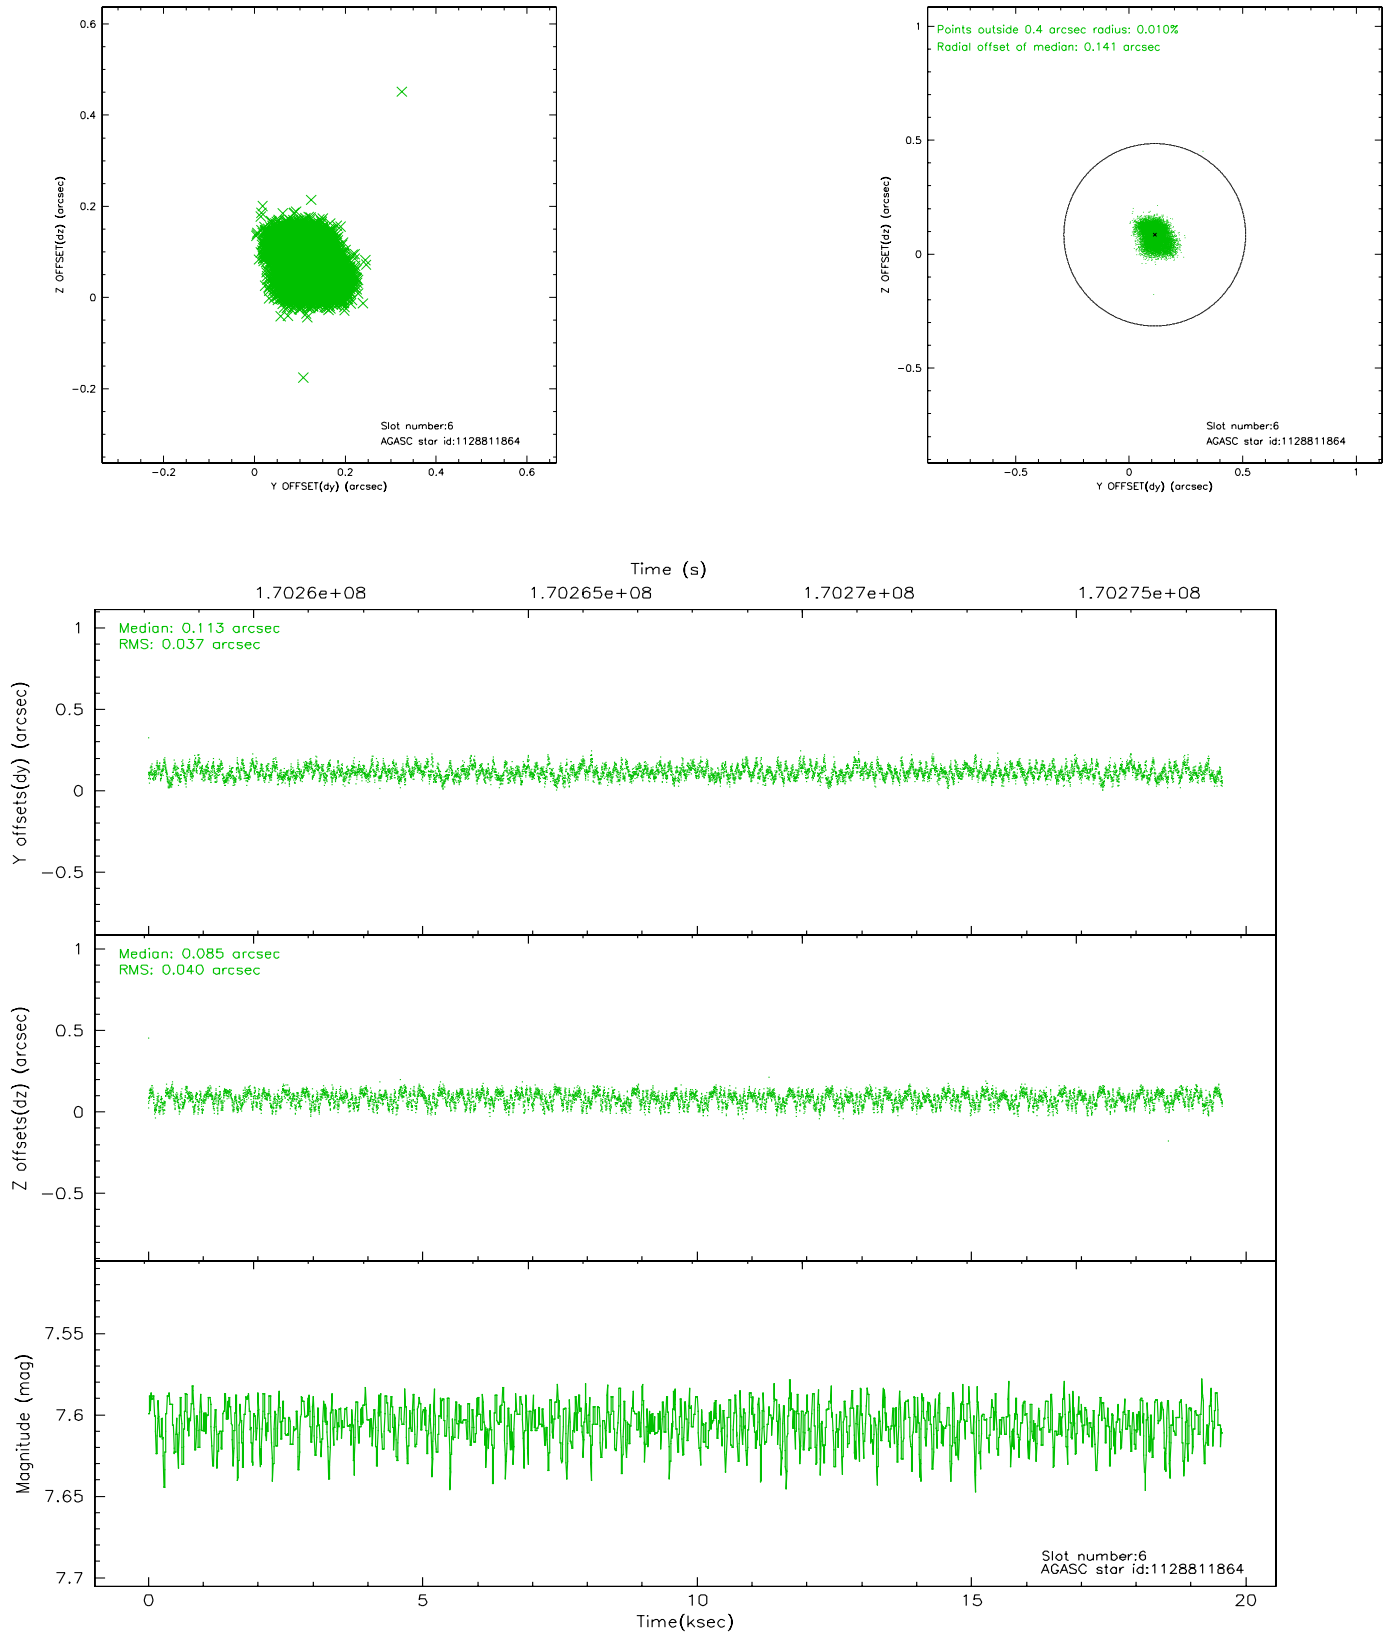 0.6
0.4
0.2
0
−0.2
Z OFFSET(dz) (arcsec)
−0.2 0 0.2 0.4 0.6
Y OFFSET(dy) (arcsec)
Slot number:6
AGASC star id:1128811864
Points outside 0.4 arcsec radius: 0.010%
Radial offset of median: 0.141 arcsec
1
0.5
0
−0.5
Z OFFSET(dz) (arcsec)
−0.5 0 0.5 1
Y OFFSET(dy) (arcsec)
Slot number:6
AGASC star id:1128811864
Time (s)
1.7026e+08 1.70265e+08 1.7027e+08 1.70275e+08
Median: 0.113 arcsec
RMS: 0.037 arcsec
1
0.5
0
−0.5
Y offsets(dy) (arcsec)
Median: 0.085 arcsec
RMS: 0.040 arcsec
1
0.5
0
−0.5
Z offsets(dz) (arcsec)
7.55
7.6
7.65
7.7
Magnitude (mag)
Slot number:6
AGASC star id:1128811864
0 5 10 15 20
Time(ksec)